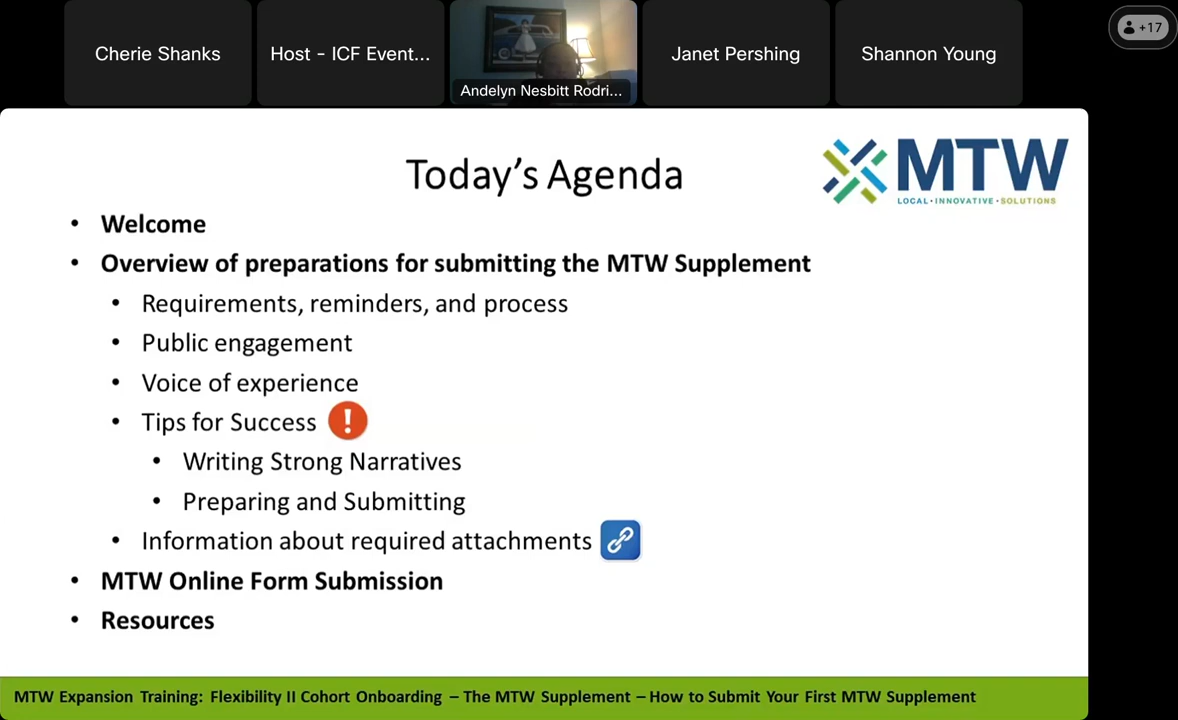 Cherie Shanks
Host - ICF Event...
Andelyn Nesbitt Rodri...
Janet Pershing
Shannon Young
+17
Today's Agenda
MTW
LOCAL • INNOVATIVE • SOLUTIONS
• Welcome
• Overview of preparations for submitting the MTW Supplement
• Requirements, reminders, and process
• Public engagement
• Voice of experience
• Tips for Success !
• Writing Strong Narratives
• Preparing and Submitting
• Information about required attachments
• MTW Online Form Submission
• Resources
MTW Expansion Training: Flexibility II Cohort Onboarding – The MTW Supplement – How to Submit Your First MTW Supplement